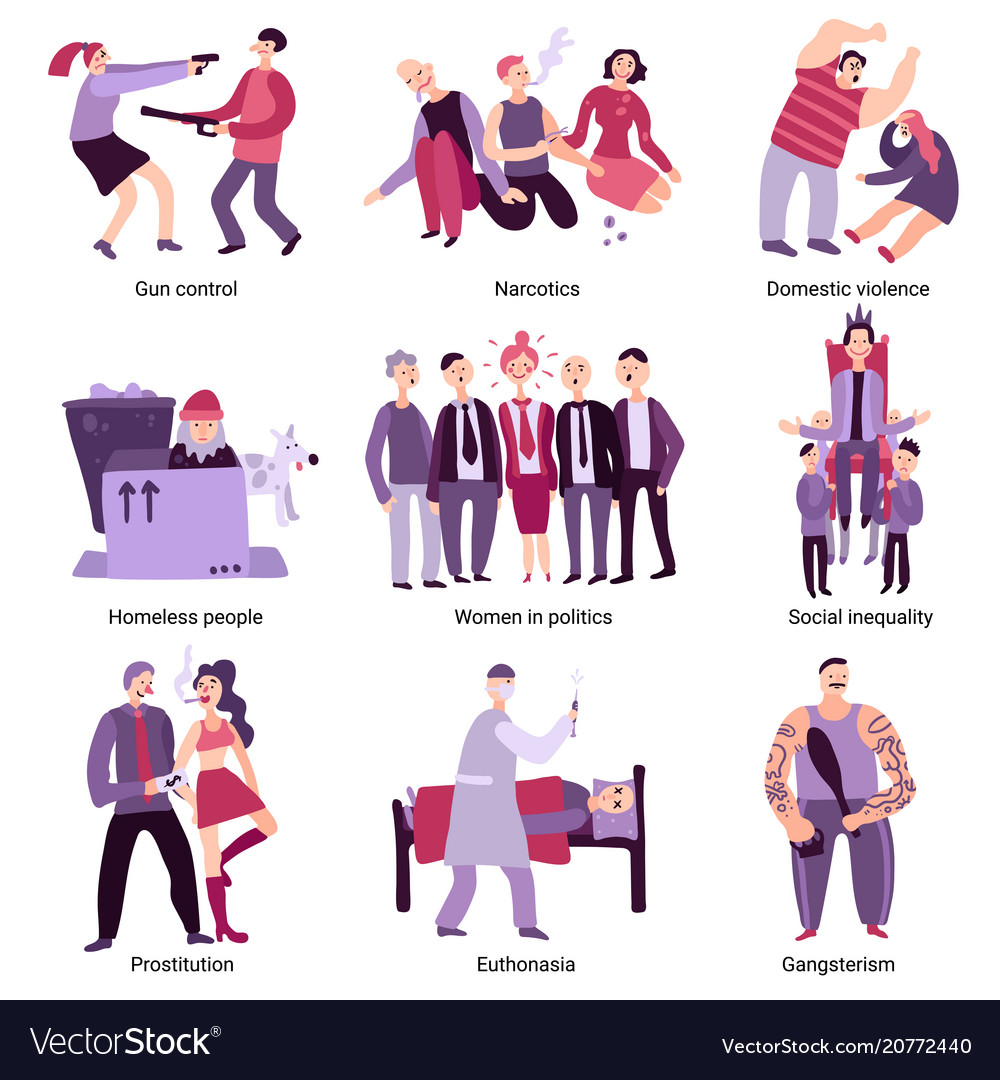 Gun control
Narcotics
Domestic violence
Homeless people
Women in politics
Social inequality
$
Prostitution
Euthonasia
Gangsterism
VectorStock®
VectorStock.com/20772440